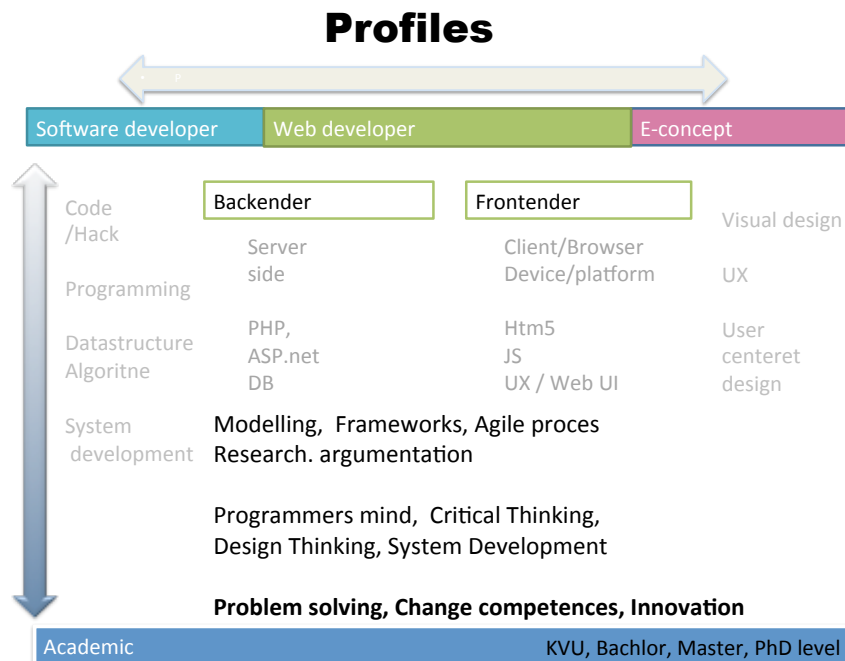 Profiles
P
Software developer
Web developer
E-concept
Code
/Hack
Programming
Datastructure
Algoritne
System
development
Backender
Server
side
PHP,
ASP.net
DB
Frontender
Client/Browser
Device/platform
Htm5
JS
UX / Web UI
Visual design
UX
User
centeret
design
Modelling, Frameworks, Agile proces
Research. argumentation
Programmers mind, Critical Thinking,
Design Thinking, System Development
Problem solving, Change competences, Innovation
Academic
KVU, Bachlor, Master, PhD level